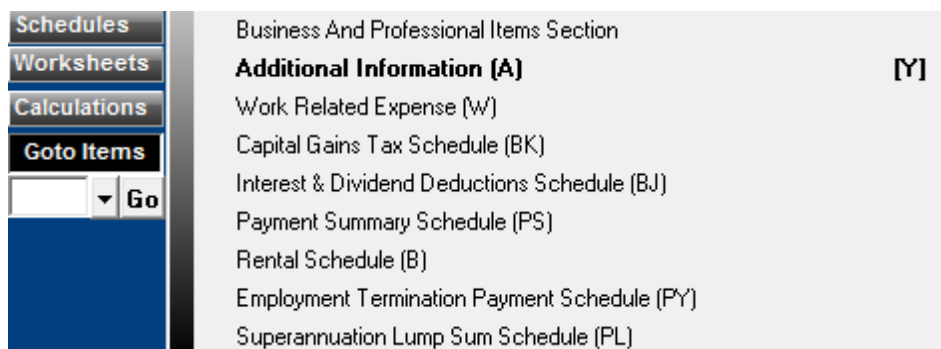 Schedules
Worksheets
Calculations
Goto Items
Go
Business And Professional Items Section
Additional Information (A) [Y]
Work Related Expense (W)
Capital Gains Tax Schedule (BK)
Interest & Dividend Deductions Schedule (BJ)
Payment Summary Schedule (PS)
Rental Schedule (B)
Employment Termination Payment Schedule (PY)
Superannuation Lump Sum Schedule (PL)